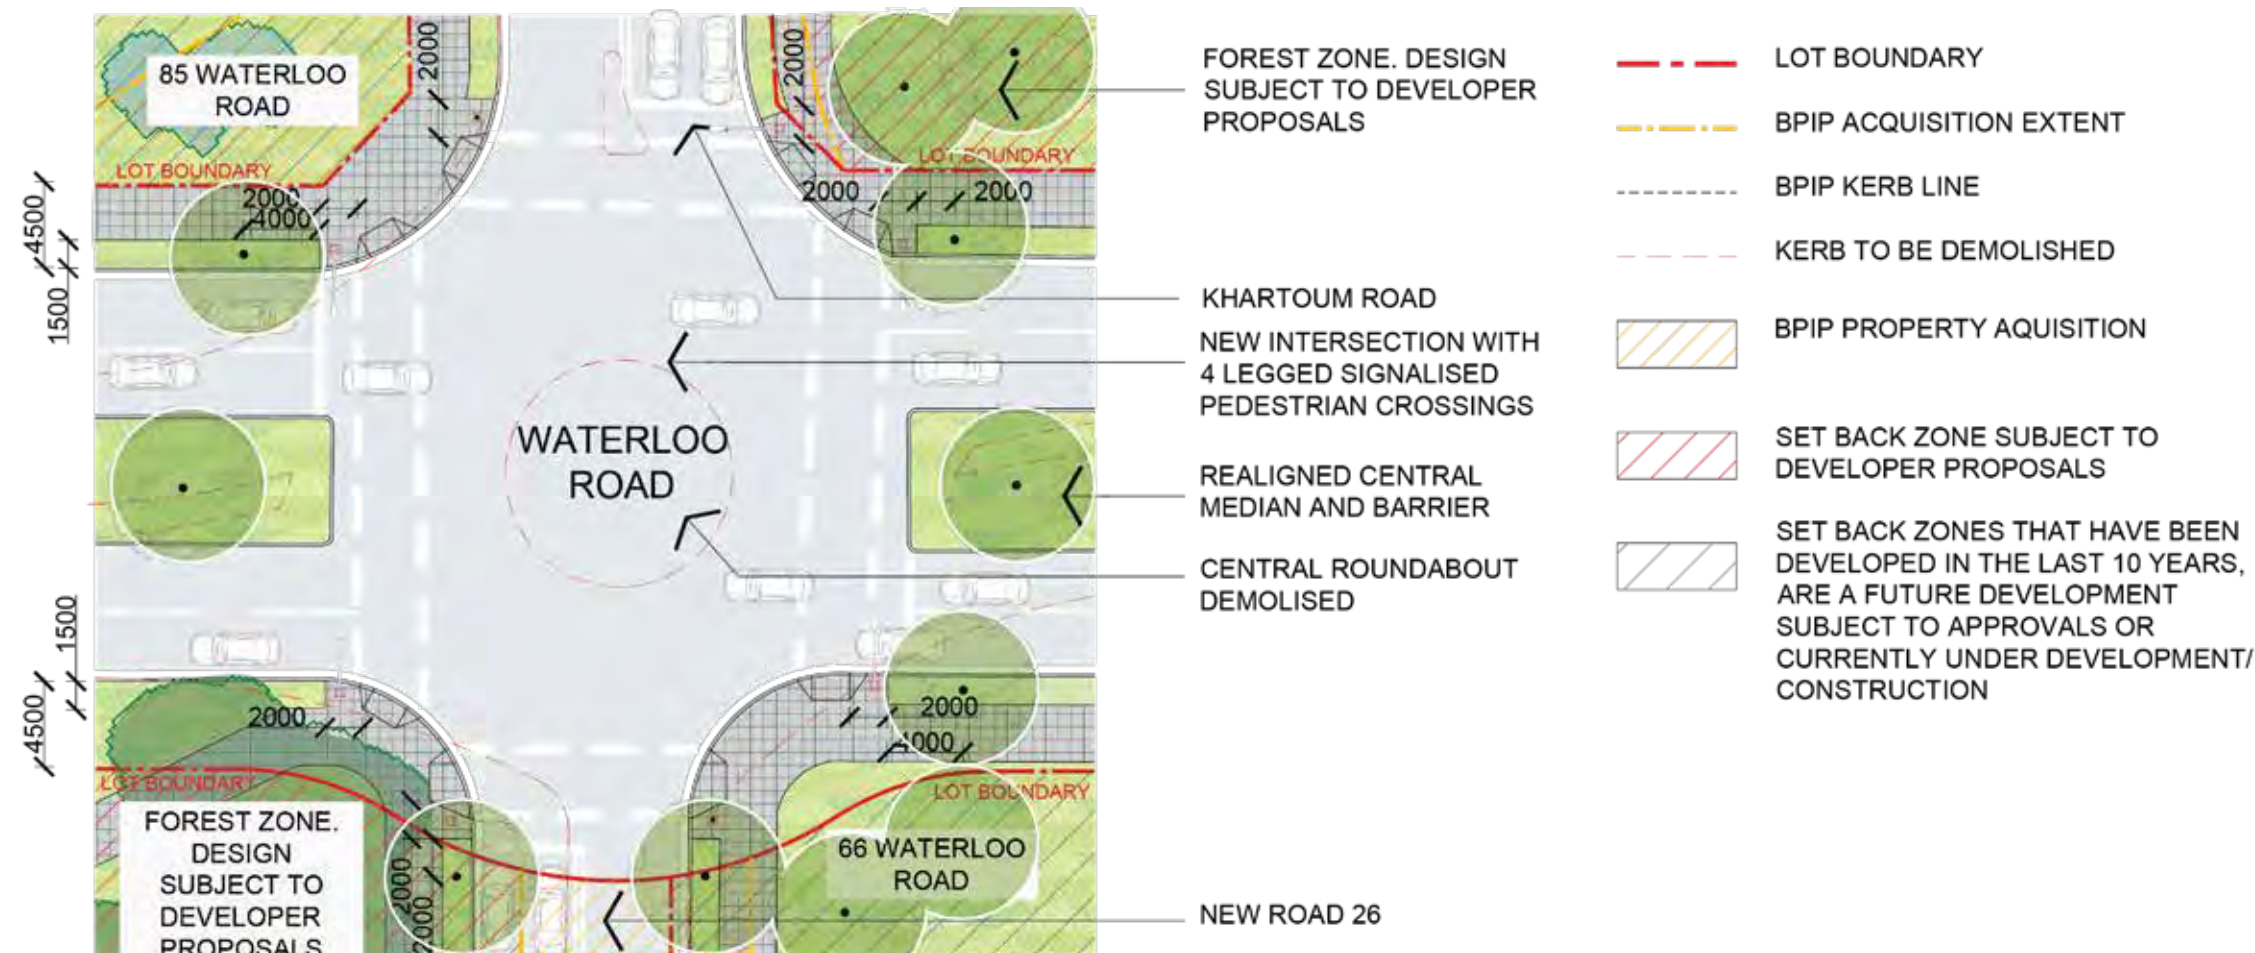 85 WATERLOO
ROAD
LOT BOUNDARY
2000
2000
4000
4500
1500
2000
LOT BOUNDARY
2000
2000
WATERLOO
ROAD
1500
4500
2000
LOT BOUNDARY
FOREST ZONE.
DESIGN
SUBJECT TO
DEVELOPER
PROPOSALS
2000
2000
2000
4000
LOT BOUNDARY
66 WATERLOO
ROAD
FOREST ZONE. DESIGN
SUBJECT TO DEVELOPER
PROPOSALS
KHARTOUM ROAD
NEW INTERSECTION WITH
4 LEGGED SIGNALISED
PEDESTRIAN CROSSINGS
REALIGNED CENTRAL
MEDIAN AND BARRIER
CENTRAL ROUNDABOUT
DEMOLISED
NEW ROAD 26
LOT BOUNDARY
BPIP ACQUISITION EXTENT
BPIP KERB LINE
KERB TO BE DEMOLISHED
BPIP PROPERTY AQUISITION
SET BACK ZONE SUBJECT TO
DEVELOPER PROPOSALS
SET BACK ZONES THAT HAVE BEEN
DEVELOPED IN THE LAST 10 YEARS,
ARE A FUTURE DEVELOPMENT
SUBJECT TO APPROVALS OR
CURRENTLY UNDER DEVELOPMENT/
CONSTRUCTION